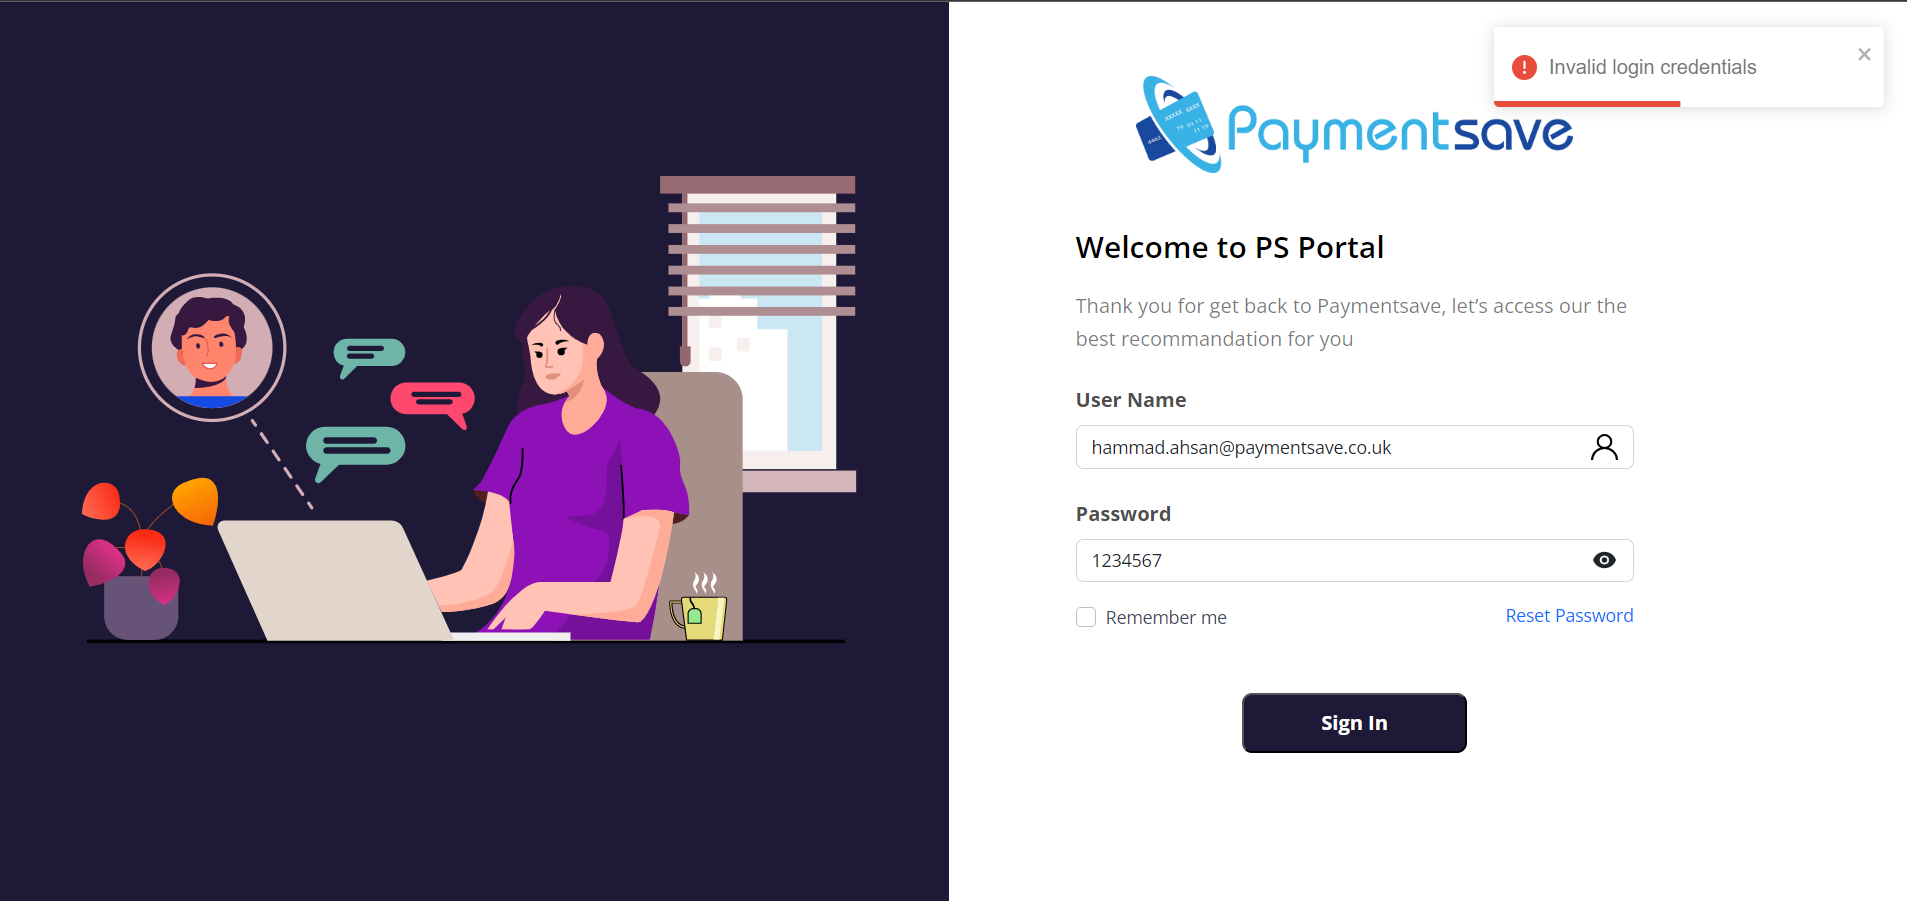 Invalid login credentials
Paymentsave
Welcome to PS Portal
Thank you for get back to Paymentsave, let’s access our the
best recommandation for you
User Name
hammad.ahsan@paymentsave.co.uk
Password
1234567
Remember me
Reset Password
Sign In